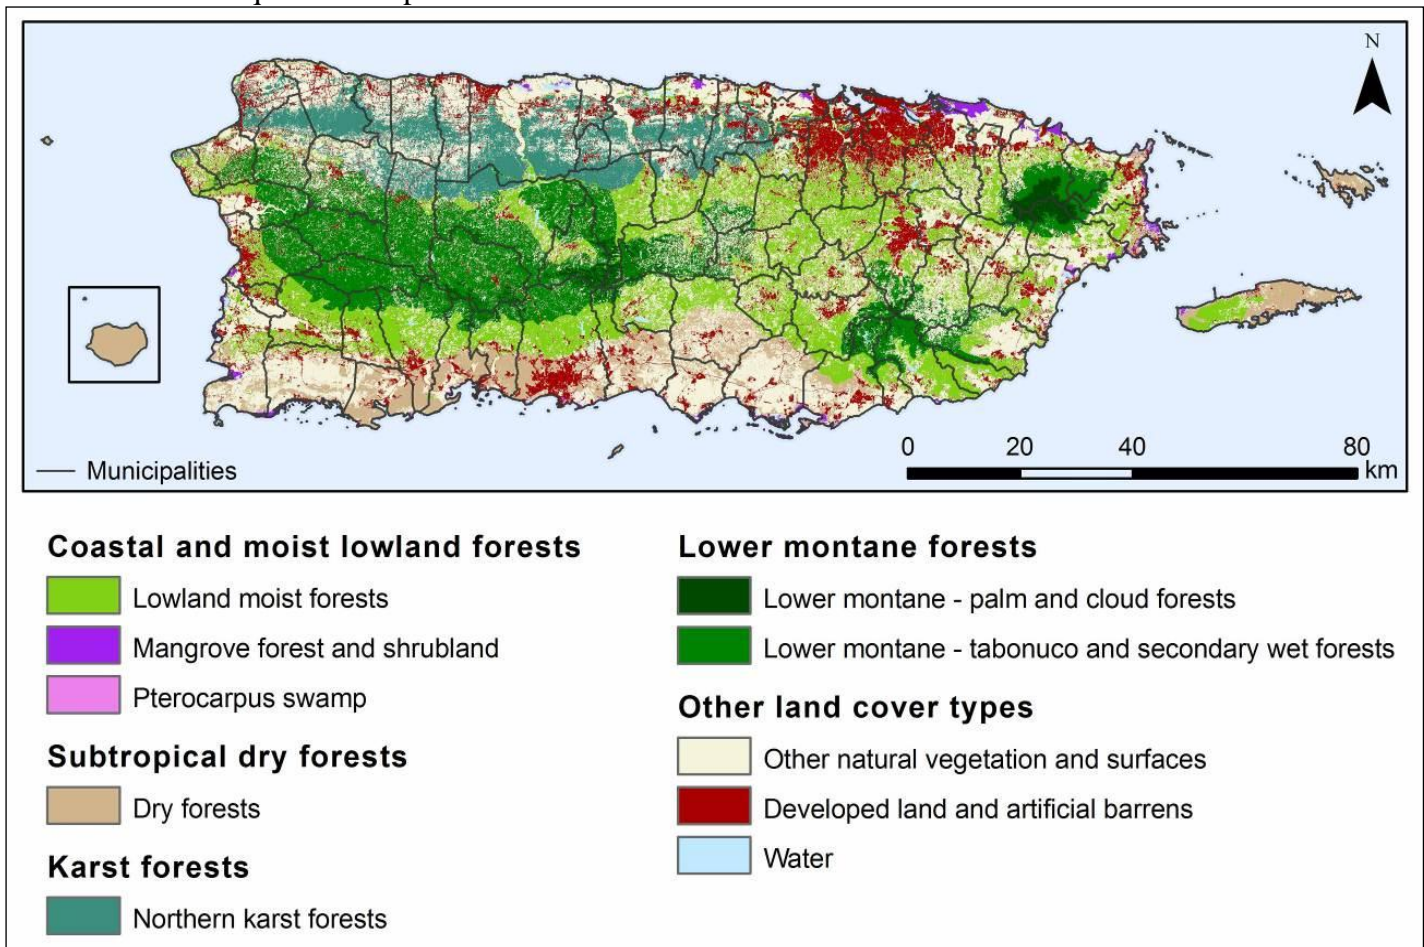 N
0 20 40 80
km
Municipalities
Coastal and moist lowland forests
Lowland moist forests
Mangrove forest and shrubland
Pterocarpus swamp
Subtropical dry forests
Dry forests
Karst forests
Northern karst forests
Lower montane forests
Lower montane - palm and cloud forests
Lower montane - tabonuco and secondary wet forests
Other land cover types
Other natural vegetation and surfaces
Developed land and artificial barrens
Water